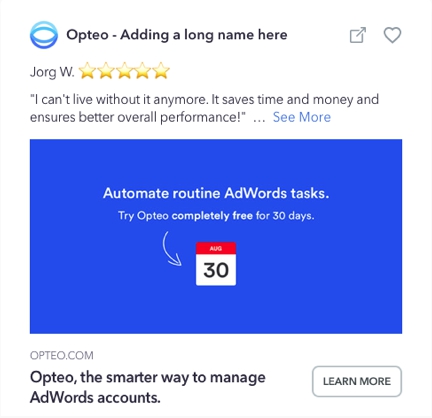 Opteo - Adding a long name here
Jorg W. ⭐⭐⭐⭐⭐
"I can't live without it anymore. It saves time and money and
ensures better overall performance!" … See More
Automate routine AdWords tasks.
Try Opteo completely free for 30 days.
AUG
30
OPTEO.COM
Opteo, the smarter way to manage
AdWords accounts.
LEARN MORE